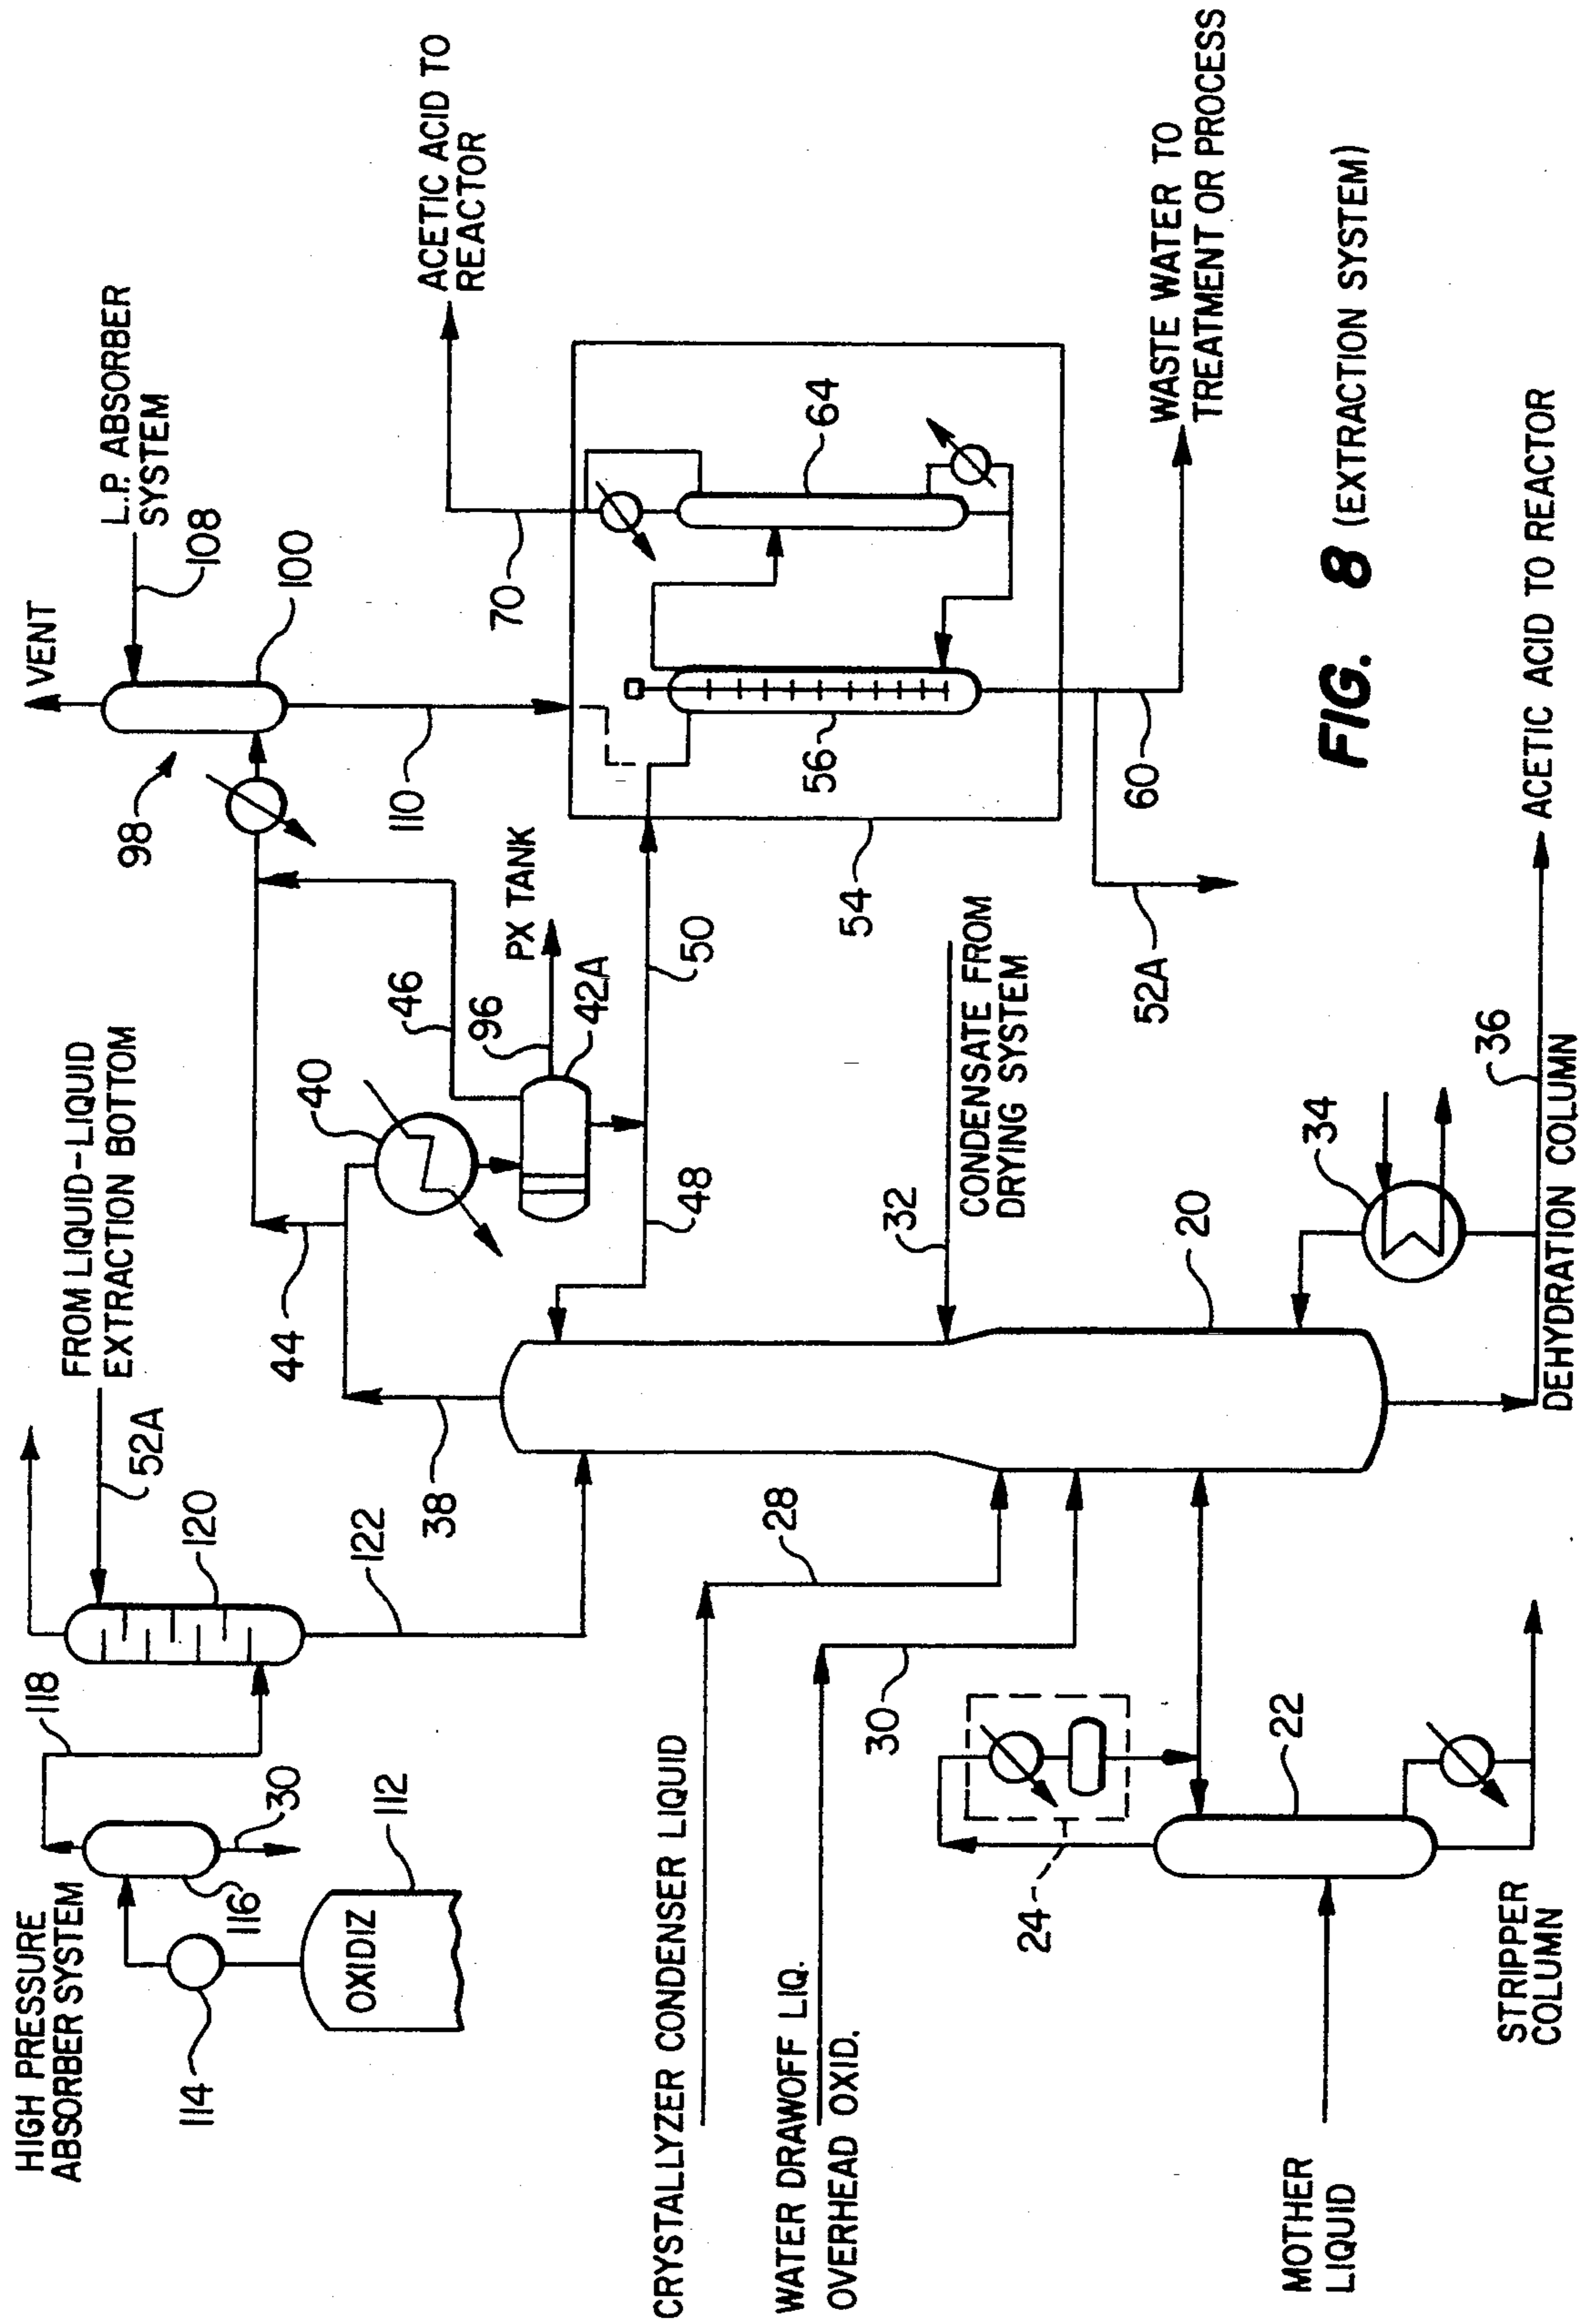 HIGH PRESSURE
ABSORBER SYSTEM
114
116
30
118
OXIDIZ
112
120
122
FROM LIQUID-LIQUID
EXTRACTION BOTTOM
52A
44
38
40
46
96
PX TANK
42A
48
50
98
VENT
L.P. ABSORBER
SYSTEM
108
100
110
70
ACETIC ACID TO
REACTOR
64
56
54
60
52A
WASTE WATER TO
TREATMENT OR PROCESS
CRYSTALLYZER CONDENSER LIQUID
28
WATER DRAWOFF LIQ.
OVERHEAD OXID.
30
32
CONDENSATE FROM
DRYING SYSTEM
20
34
36
ACETIC ACID TO REACTOR
DEHYDRATION COLUMN
24
22
MOTHER
LIQUID
STRIPPER
COLUMN
FIG. 8 (EXTRACTION SYSTEM)